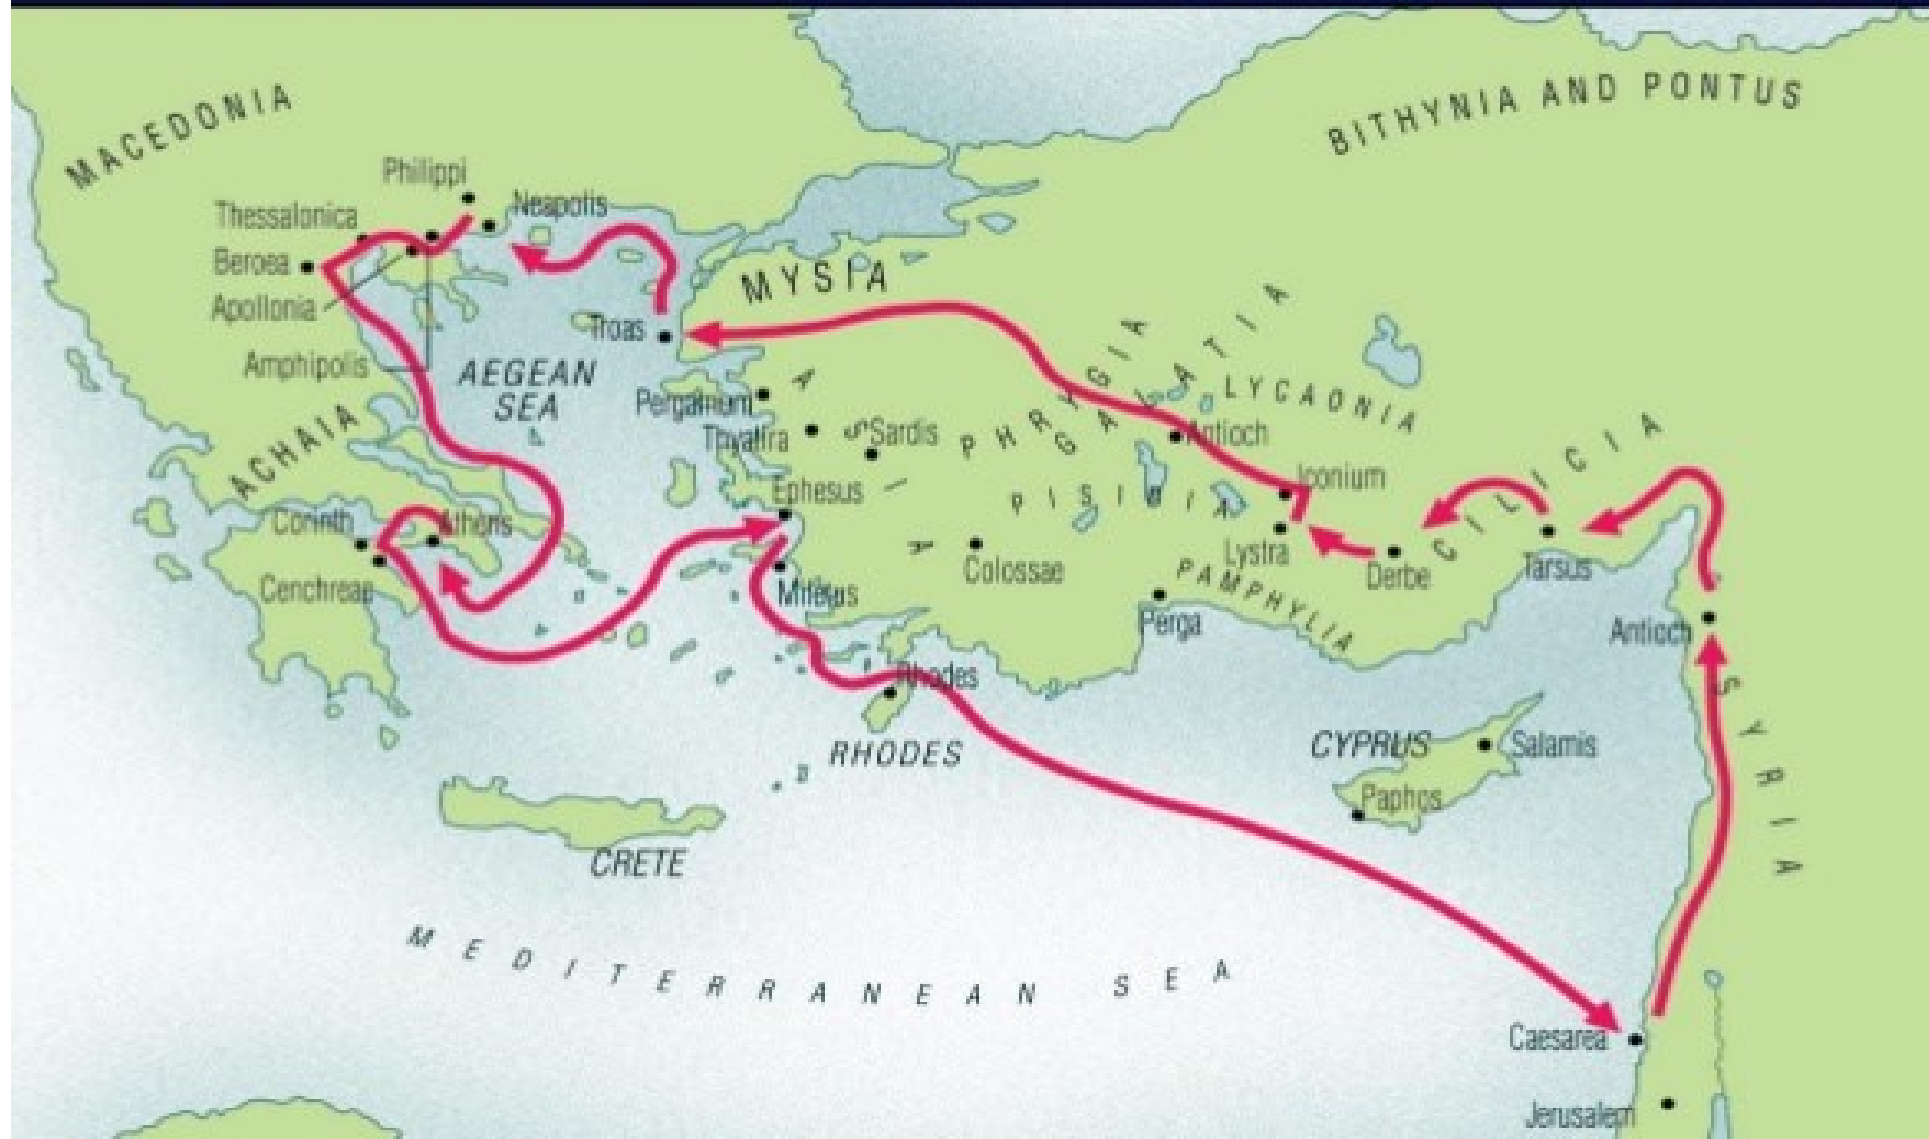 MACEDONIA
BITHYNIA AND PONTUS
Philippi
Neapolis
Thessalonica
Beroea
Apollonia
MYSIA
Troas
Amphipolis
AEGEAN
SEA
Pergamum
Thyatira
Sardis
ASIA
PHRYGIA
GALATIA
LYCAONIA
Antioch
CILICIA
ACHAIA
Ephesus
PISIDIA
Iconium
Corinth
Athens
Lystra
Derbe
Tarsus
Colossae
Cenchreae
Miletus
PAMPHYLIA
Perga
Antioch
Rhodes
RHODES
CYPRUS
Salamis
Paphos
SYRIA
CRETE
MEDITERRANEAN SEA
Caesarea
Jerusalem